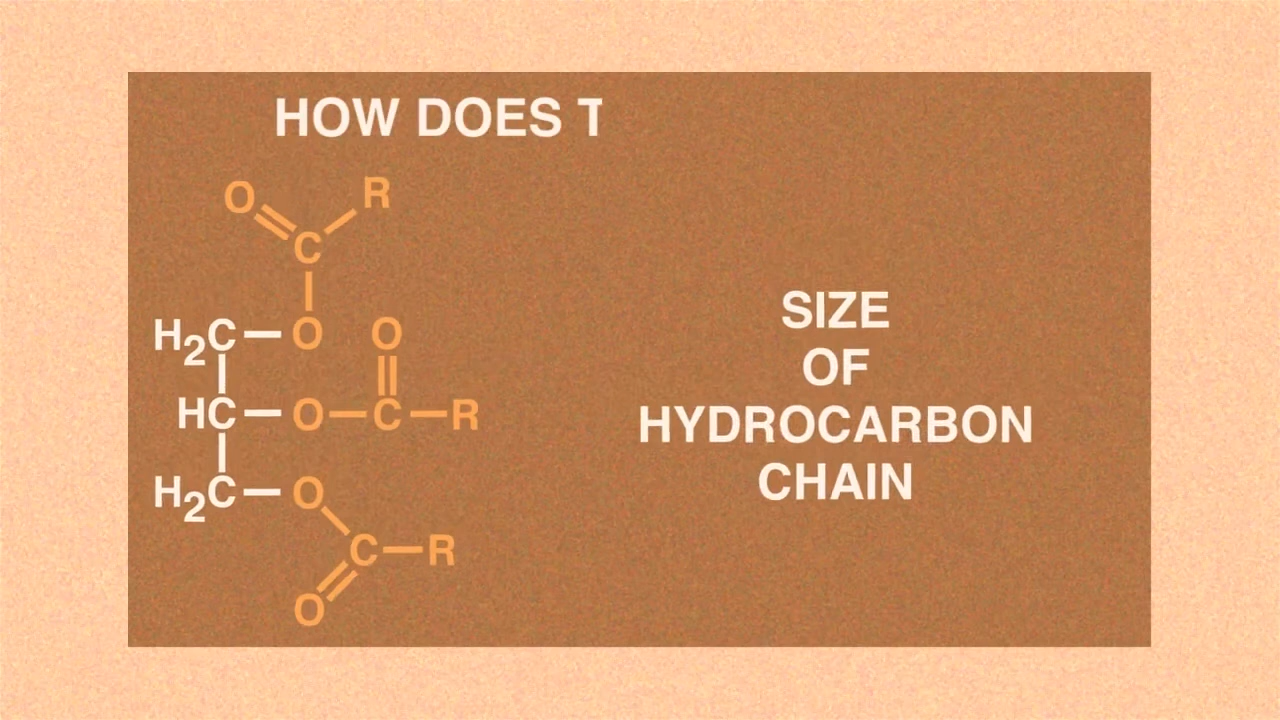 HOW DOES T
O R
C
H₂C O O
HC O C R
H₂C O
C R
O
SIZE
OF
HYDROCARBON
CHAIN